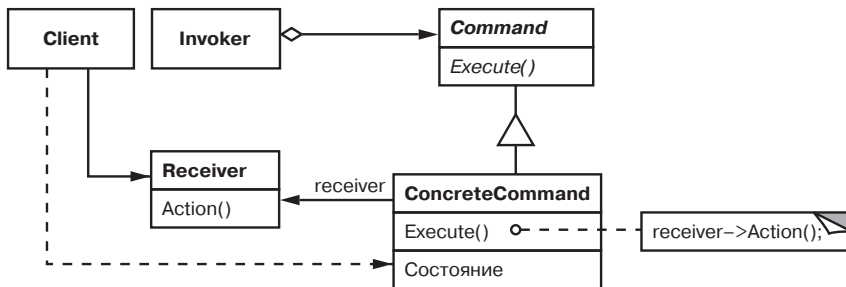 Client
Invoker
Command
Execute()
Receiver
Action()
receiver
ConcreteCommand
Execute()
receiver–>Action();
Состояние